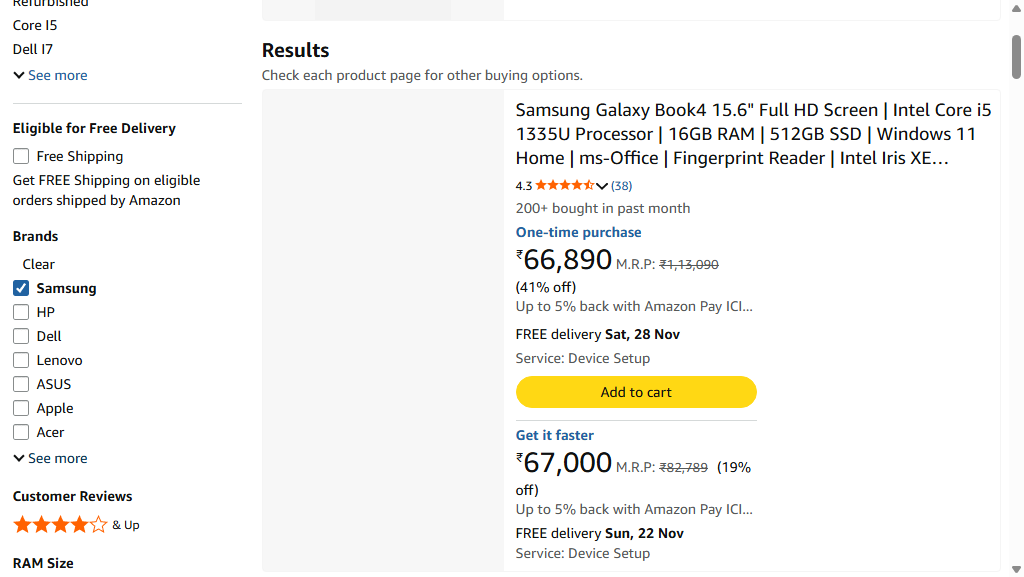 Refurbished
Core I5
Dell I7
See more
Eligible for Free Delivery
Free Shipping
Get FREE Shipping on eligible
orders shipped by Amazon
Brands
Clear
Samsung
HP
Dell
Lenovo
ASUS
Apple
Acer
See more
Customer Reviews
& Up
RAM Size
Results
Check each product page for other buying options.
Samsung Galaxy Book4 15.6" Full HD Screen | Intel Core i5
1335U Processor | 16GB RAM | 512GB SSD | Windows 11
Home | ms-Office | Fingerprint Reader | Intel Iris XE…
4.3 (38)
200+ bought in past month
One-time purchase
₹66,890 M.R.P: ₹1,13,090
(41% off)
Up to 5% back with Amazon Pay ICI…
FREE delivery Sat, 28 Nov
Service: Device Setup
Add to cart
Get it faster
₹67,000 M.R.P: ₹82,789 (19%
off)
Up to 5% back with Amazon Pay ICI…
FREE delivery Sun, 22 Nov
Service: Device Setup